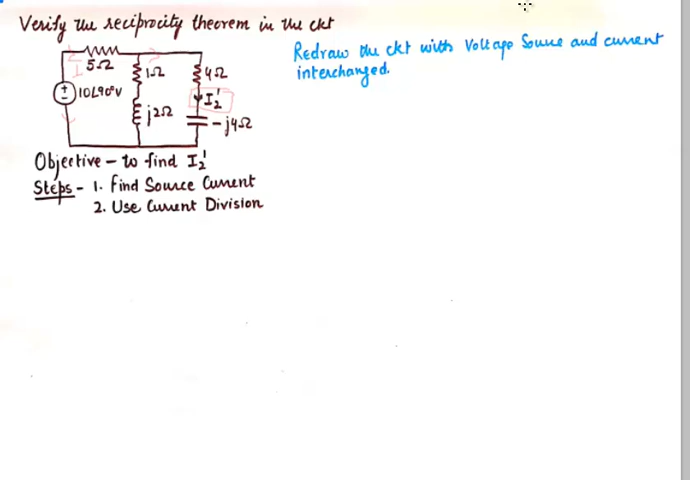 Verify the reciprocity theorem in the ckt
Redraw the ckt with Voltage Source and current
interchanged.
5Ω
1Ω
4Ω
10∠90°V
I
I₂'
j2Ω
-j4Ω
Objective - to find I₂'
Steps - 1. Find Source Current
2. Use Current Division